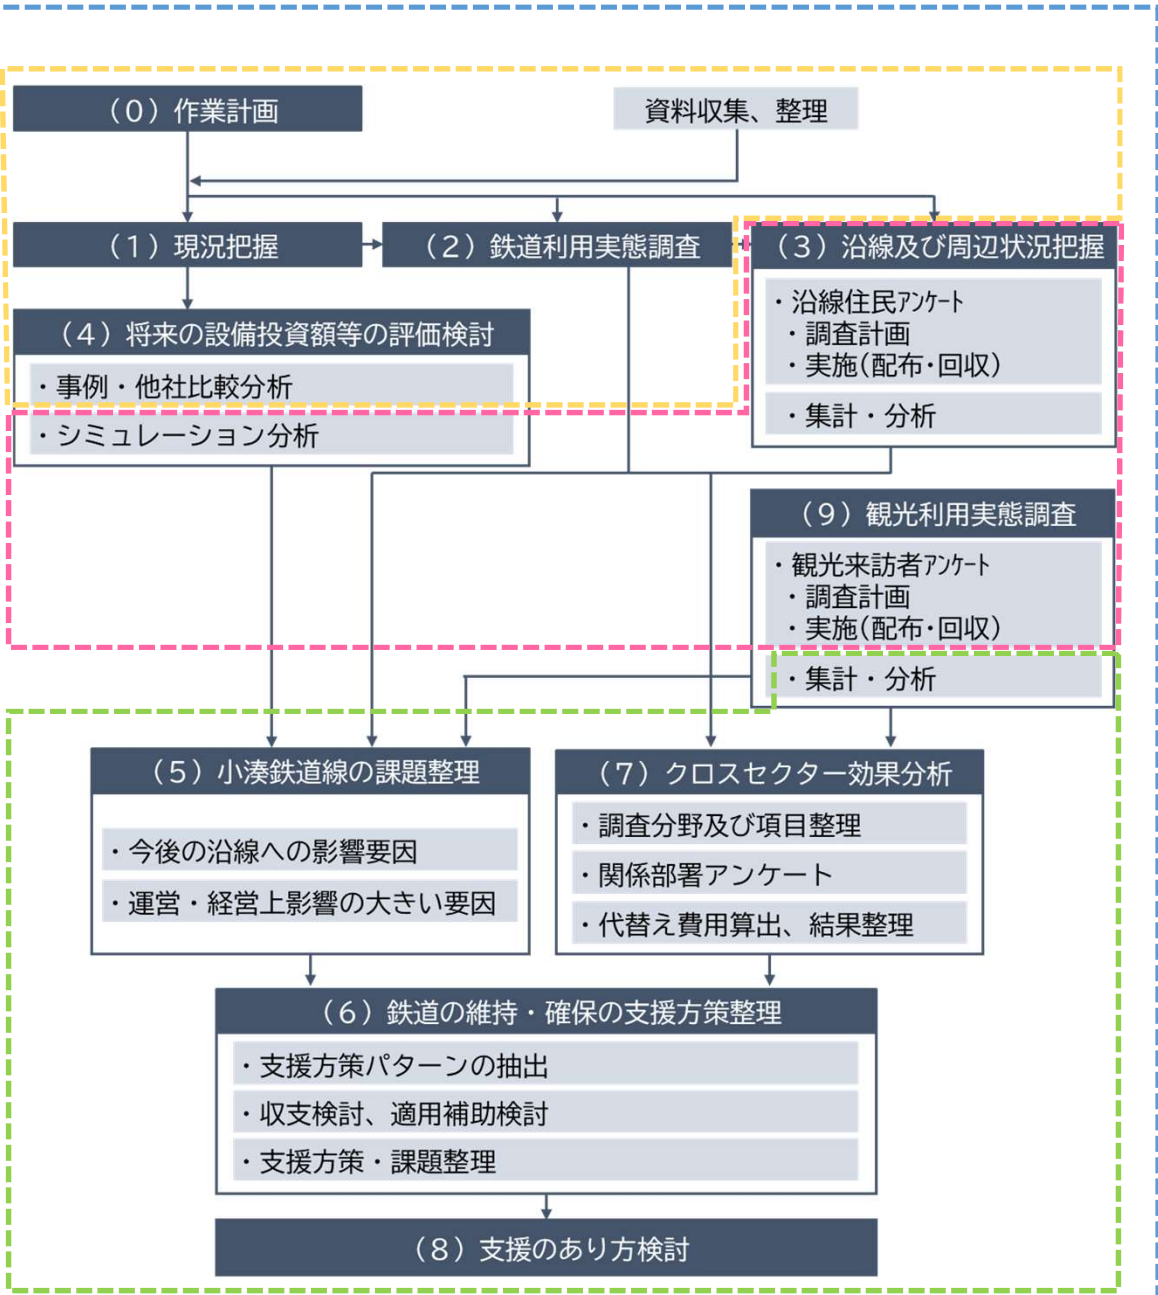 （0）作業計画
資料収集、整理
（1）現況把握
（2）鉄道利用実態調査
（3）沿線及び周辺状況把握
・沿線住民ｱﾝｹｰﾄ
・調査計画
・実施(配布・回収)
・集計・分析
（4）将来の設備投資額等の評価検討
・事例・他社比較分析
・シミュレーション分析
（9）観光利用実態調査
・観光来訪者ｱﾝｹｰﾄ
・調査計画
・実施(配布・回収)
・集計・分析
（5）小湊鉄道線の課題整理
・今後の沿線への影響要因
・運営・経営上影響の大きい要因
（7）クロスセクター効果分析
・調査分野及び項目整理
・関係部署アンケート
・代替え費用算出、結果整理
（6）鉄道の維持・確保の支援方策整理
・支援方策パターンの抽出
・収支検討、適用補助検討
・支援方策・課題整理
（8）支援のあり方検討